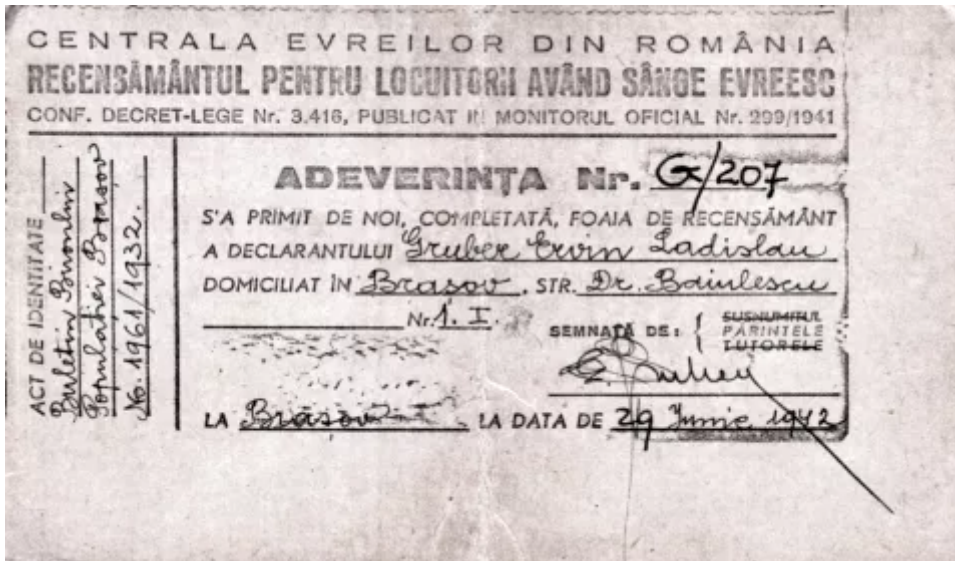 CENTRALA EVREILOR DIN ROMÂNIA
RECENSĂMÂNTUL PENTRU LOCUITORII AVÂND SÂNGE EVREESC
CONF. DECRET-LEGE Nr. 3.416, PUBLICAT IN MONITORUL OFICIAL Nr. 299/1941
ACT DE IDENTITATE
Buletin
Populatiei Brașov
No. 1961/1932.
ADEVERINȚA Nr. G/207
S'A PRIMIT DE NOI, COMPLETATĂ, FOAIA DE RECENSĂMÂNT
A DECLARANTULUI Gruber Ervin Ladislau
DOMICILIAT ÎN Brasov, STR. Dr. Baiulescu
Nr. 1. I.
SEMNATĂ DE: { SUSNUMITUL
PĂRINTELE
TUTORELE
LA Brasov LA DATA DE 29 Iunie 1942